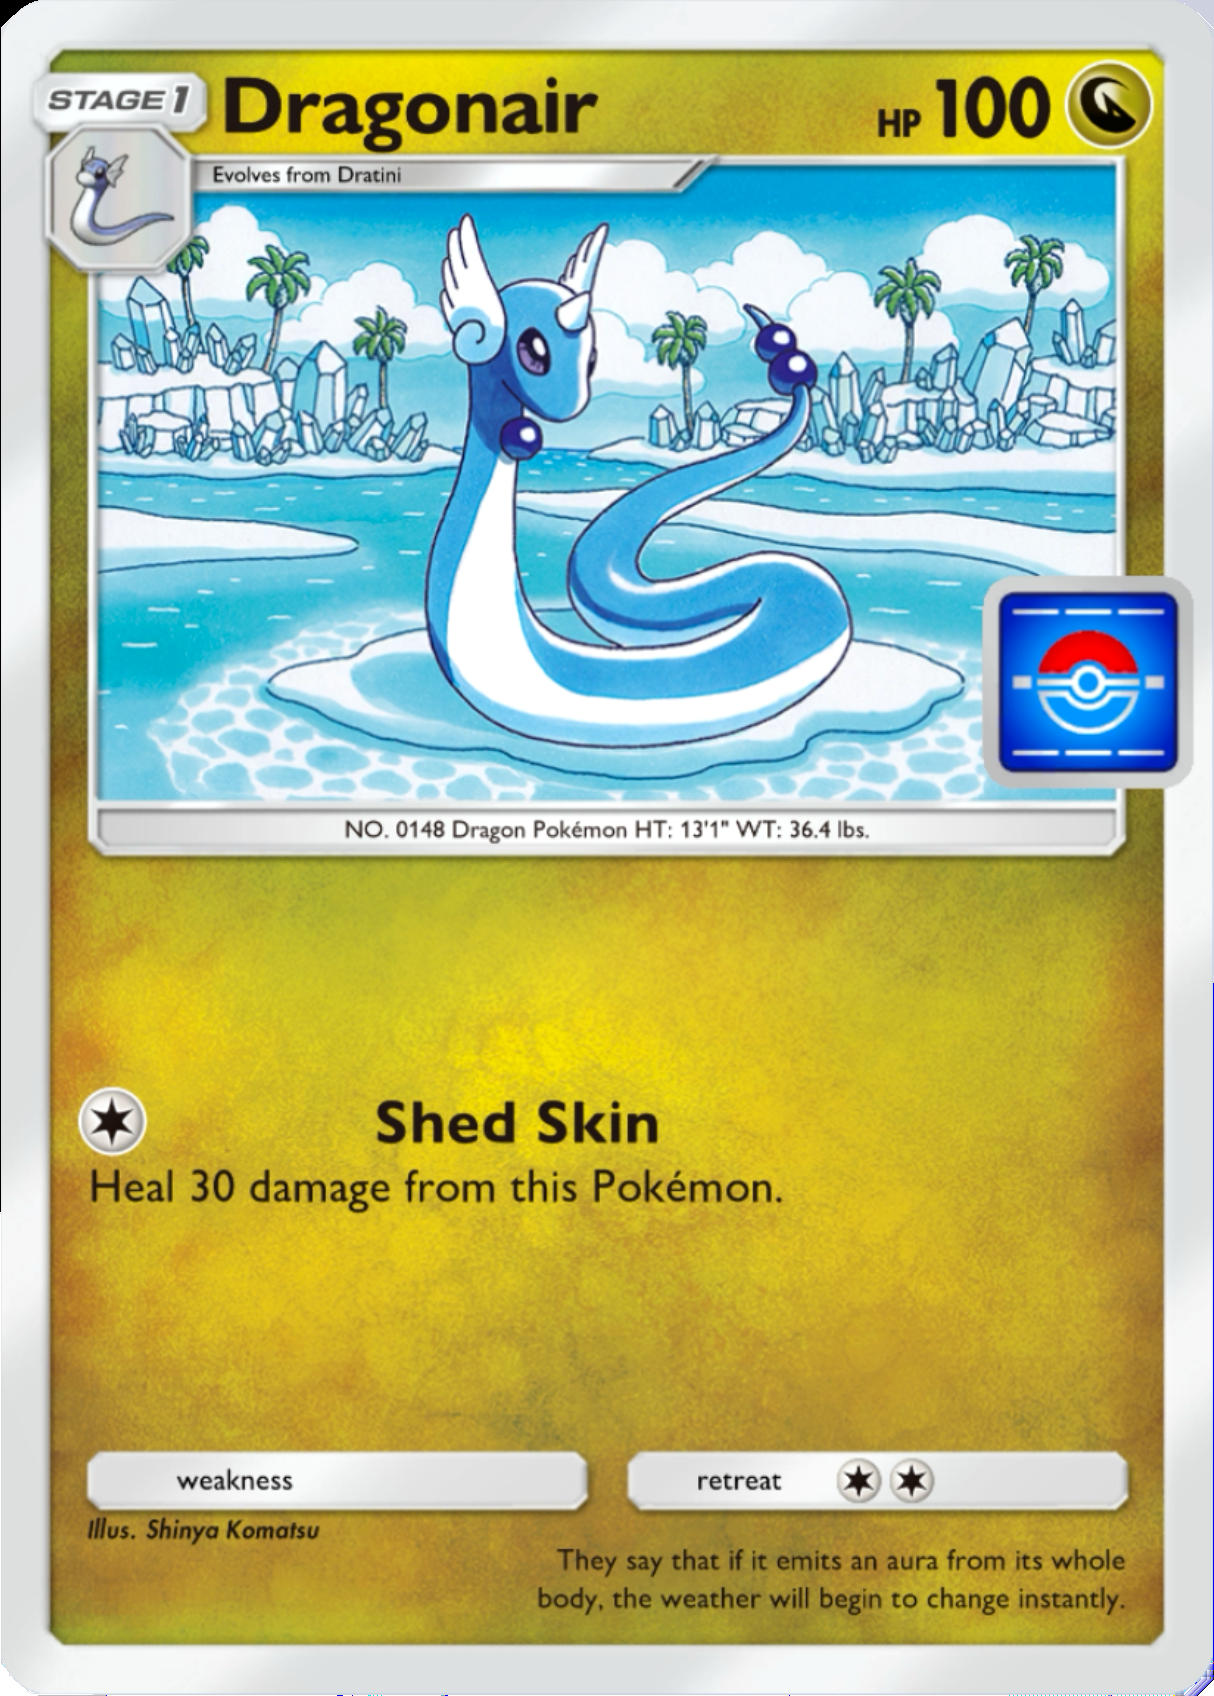 STAGE 1
Dragonair
HP 100
Evolves from Dratini
NO. 0148 Dragon Pokémon HT: 13'1" WT: 36.4 lbs.
Shed Skin
Heal 30 damage from this Pokémon.
weakness
retreat
Illus. Shinya Komatsu
They say that if it emits an aura from its whole
body, the weather will begin to change instantly.